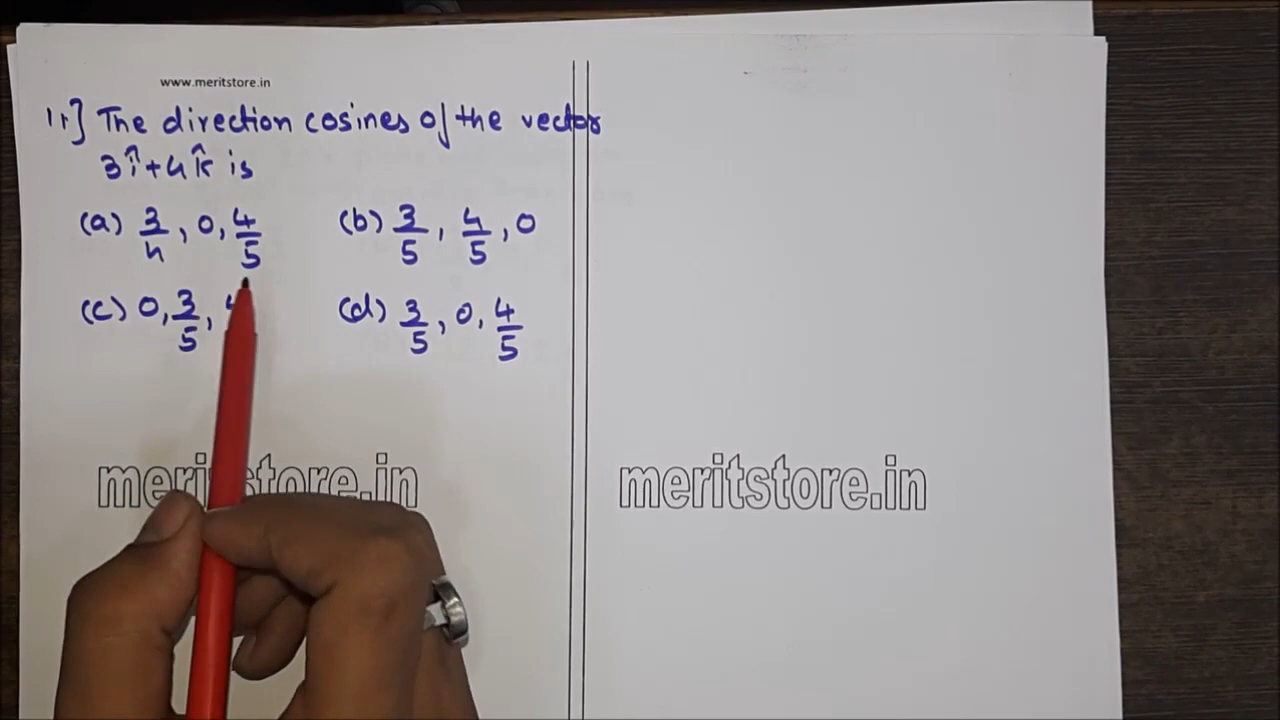 www.meritstore.in
11] The direction cosines of the vector
3î+4k̂ is
(a) 3/4, 0, 4/5 (b) 3/5, 4/5, 0
(c) 0, 3/5, (d) 3/5, 0, 4/5
meritstore.in meritstore.in